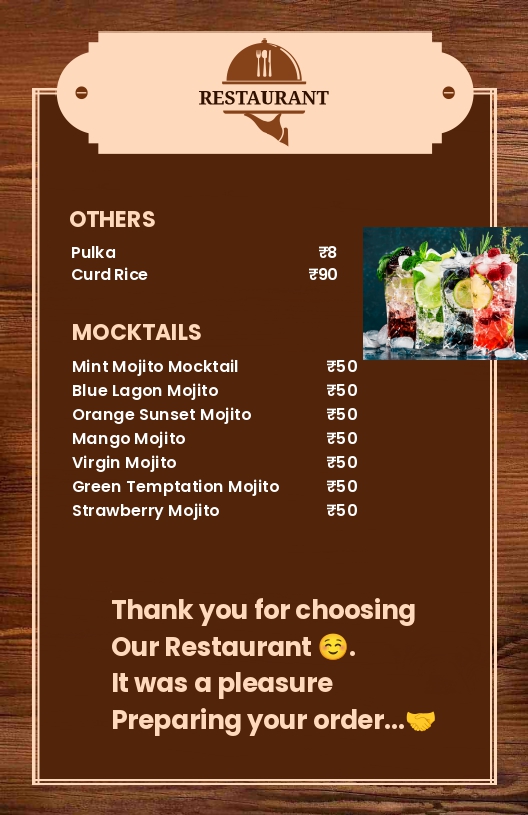 RESTAURANT
OTHERS
Pulka ₹8
Curd Rice ₹90
MOCKTAILS
Mint Mojito Mocktail ₹50
Blue Lagon Mojito ₹50
Orange Sunset Mojito ₹50
Mango Mojito ₹50
Virgin Mojito ₹50
Green Temptation Mojito ₹50
Strawberry Mojito ₹50
Thank you for choosing
Our Restaurant ☺️.
It was a pleasure
Preparing your order...🤝